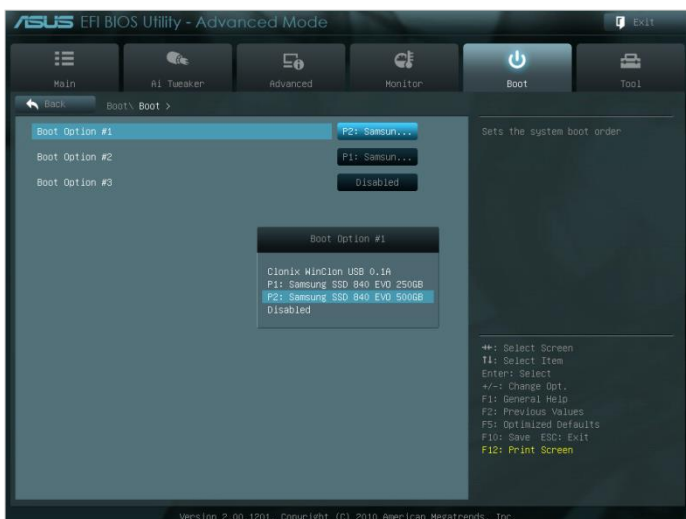 ASUS EFI BIOS Utility - Advanced Mode
Exit
Main
Ai Tweaker
Advanced
Monitor
Boot
Tool
Back
Boot\ Boot >
Boot Option #1
P2: Samsun...
Sets the system boot order
Boot Option #2
P1: Samsun...
Boot Option #3
Disabled
Boot Option #1
Clonix WinClon USB 0.1A
P1: Samsung SSD 840 EVO 250GB
P2: Samsung SSD 840 EVO 500GB
Disabled
→←: Select Screen
↑↓: Select Item
Enter: Select
+/-: Change Opt.
F1: General Help
F2: Previous Values
F5: Optimized Defaults
F10: Save ESC: Exit
F12: Print Screen
Version 2.00.1201. Copyright (C) 2010 American Megatrends, Inc.